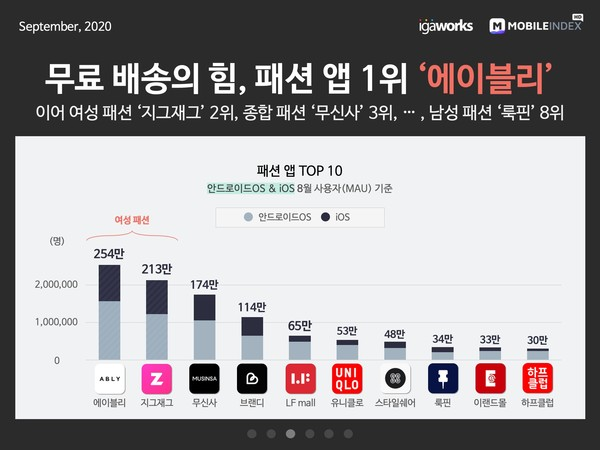 September, 2020
igaworks
MOBILEINDEX
HD
무료 배송의 힘, 패션 앱 1위 ‘에이블리’
이어 여성 패션 ‘지그재그’ 2위, 종합 패션 ‘무신사’ 3위, ··· , 남성 패션 ‘룩핀’ 8위
패션 앱 TOP 10
안드로이드OS & iOS 8월 사용자(MAU) 기준
안드로이드OS iOS
여성 패션
(명)
254만 213만 174만 114만 65만 53만 48만 34만 33만 30만
2,000,000
1,000,000
0
ABLY Z MUSINSA LF UNI QLO 하프클럽
에이블리 지그재그 무신사 브랜디 LF mall 유니클로 스타일쉐어 룩핀 이랜드몰 하프클럽